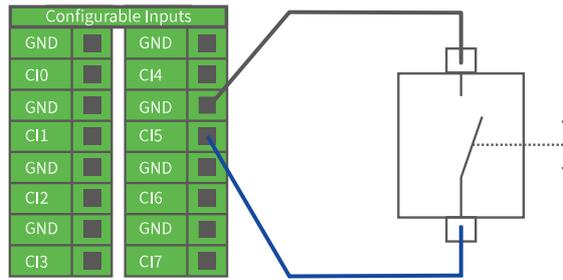 Configurable Inputs
GND GND
CI0 CI4
GND GND
CI1 CI5
GND GND
CI2 CI6
GND GND
CI3 CI7